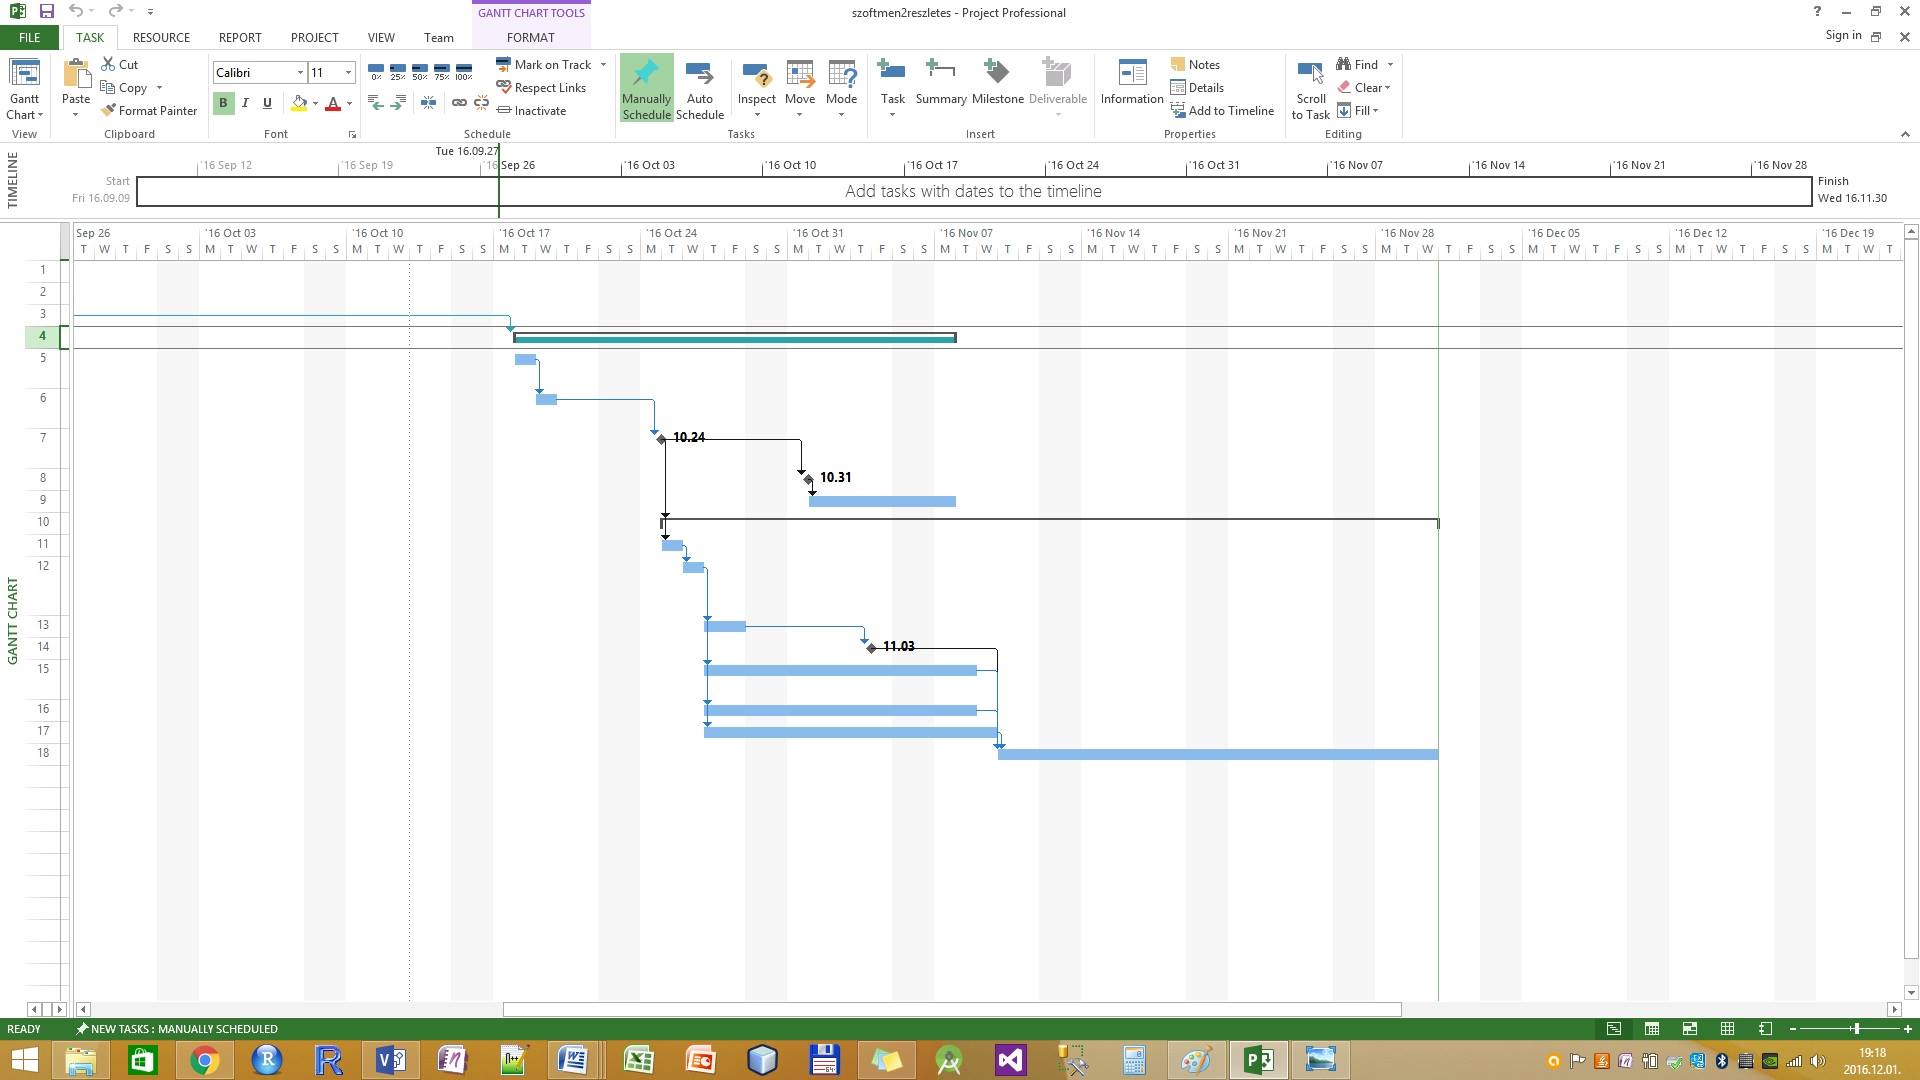 GANTT CHART TOOLS
szoftmen2reszletes - Project Professional
FILE TASK RESOURCE REPORT PROJECT VIEW Team FORMAT
Sign in
Gantt Chart
View
Paste
Cut
Copy
Format Painter
Clipboard
Calibri 11
B I U A
Font
0% 25% 50% 75% 100%
Mark on Track
Respect Links
Inactivate
Schedule
Manually Schedule
Auto Schedule
Inspect
Move
Mode
Tasks
Task
Summary
Milestone
Deliverable
Insert
Information
Notes
Details
Add to Timeline
Properties
Scroll to Task
Find
Clear
Fill
Editing
TIMELINE
Tue 16.09.27
'16 Sep 12 '16 Sep 19 '16 Sep 26 '16 Oct 03 '16 Oct 10 '16 Oct 17 '16 Oct 24 '16 Oct 31 '16 Nov 07 '16 Nov 14 '16 Nov 21 '16 Nov 28
Start
Fri 16.09.09
Add tasks with dates to the timeline
Finish
Wed 16.11.30
Sep 26 '16 Oct 03 '16 Oct 10 '16 Oct 17 '16 Oct 24 '16 Oct 31 '16 Nov 07 '16 Nov 14 '16 Nov 21 '16 Nov 28 '16 Dec 05 '16 Dec 12 '16 Dec 19
T W T F S S M T W T F S S M T W T F S S M T W T F S S M T W T F S S M T W T F S S M T W T F S S M T W T F S S M T W T F S S M T W T F S S M T W T F S S M T W T F S S M T W T
1
2
3
4
5
6
7 10.24
8 10.31
9
10
11
12
13
14 11.03
15
16
17
18
GANTT CHART
READY NEW TASKS : MANUALLY SCHEDULED
19:18
2016.12.01.